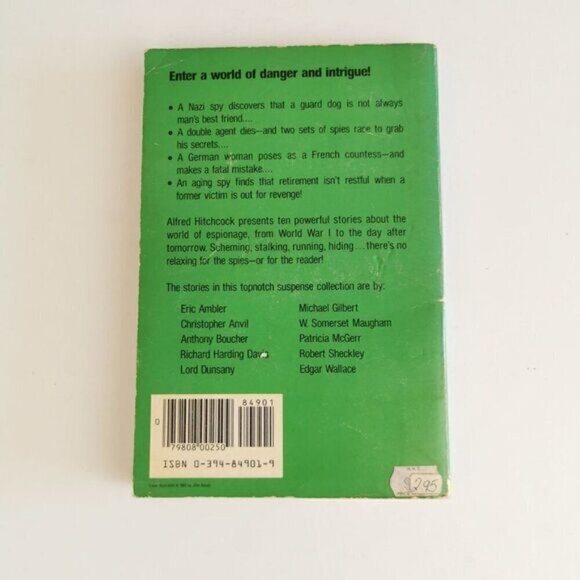 Enter a world of danger and intrigue!
• A Nazi spy discovers that a guard dog is not always
man's best friend....
• A double agent dies—and two sets of spies race to grab
his secrets....
• A German woman poses as a French countess—and
makes a fatal mistake....
• An aging spy finds that retirement isn't restful when a
former victim is out for revenge!
Alfred Hitchcock presents ten powerful stories about the
world of espionage, from World War I to the day after
tomorrow. Scheming, stalking, running, hiding...there's no
relaxing for the spies—or for the reader!
The stories in this topnotch suspense collection are by:
Eric Ambler
Christopher Anvil
Anthony Boucher
Richard Harding Davis
Lord Dunsany
Michael Gilbert
W. Somerset Maugham
Patricia McGerr
Robert Sheckley
Edgar Wallace
84901
0
79808 00250
ISBN 0-394-84901-9
$2.95